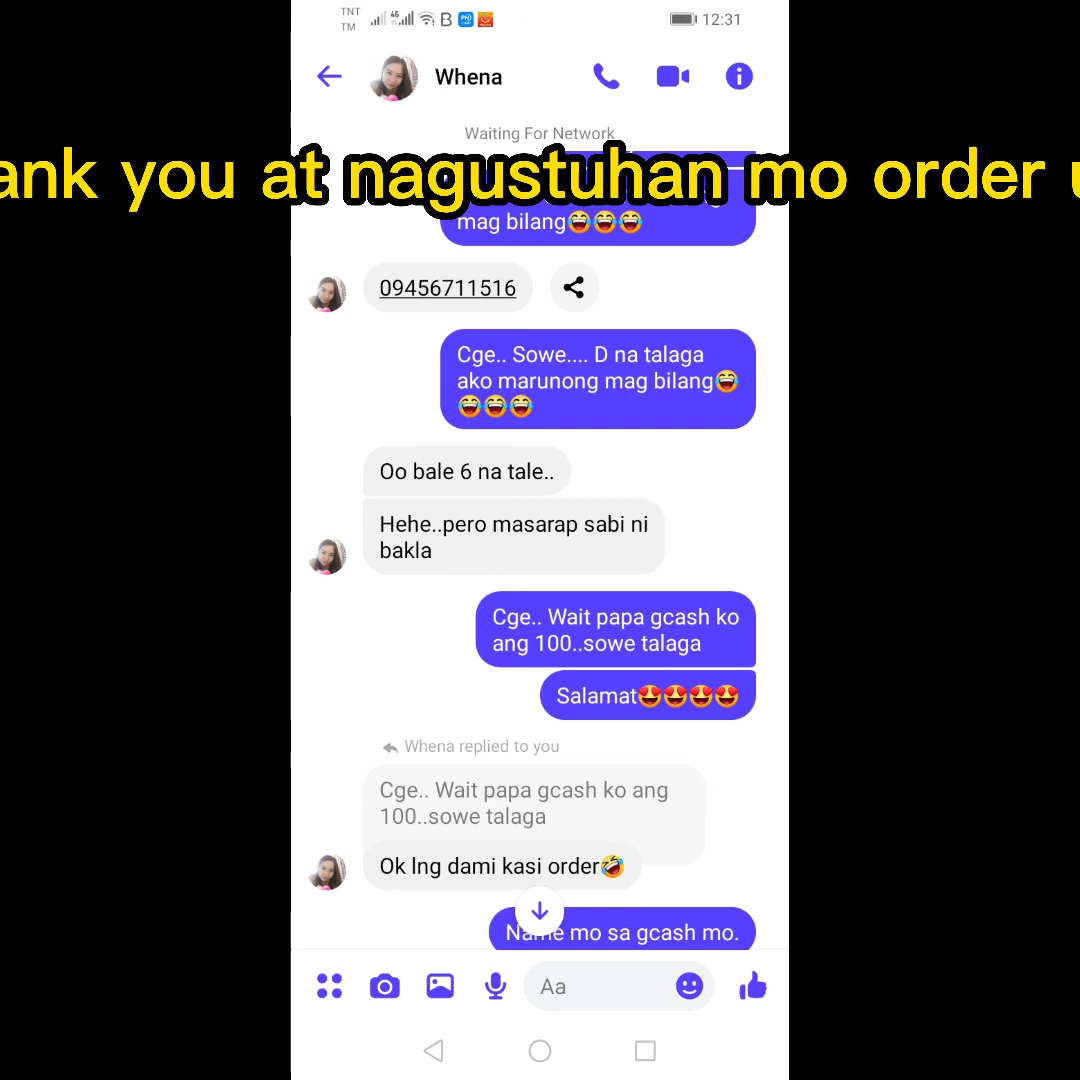 TNT
TM
4G
12:31
Whena
Waiting For Network
you at nagustuhan mo order
mag bilang😂😂😂
09456711516
Cge.. Sowe.... D na talaga
ako marunong mag bilang😂
😂😂😂
Oo bale 6 na tale..
Hehe..pero masarap sabi ni
bakla
Cge.. Wait papa gcash ko
ang 100..sowe talaga
Salamat😍😍😍😍
Whena replied to you
Cge.. Wait papa gcash ko ang
100..sowe talaga
Ok lng dami kasi order🤣
Name mo sa gcash mo.
Aa